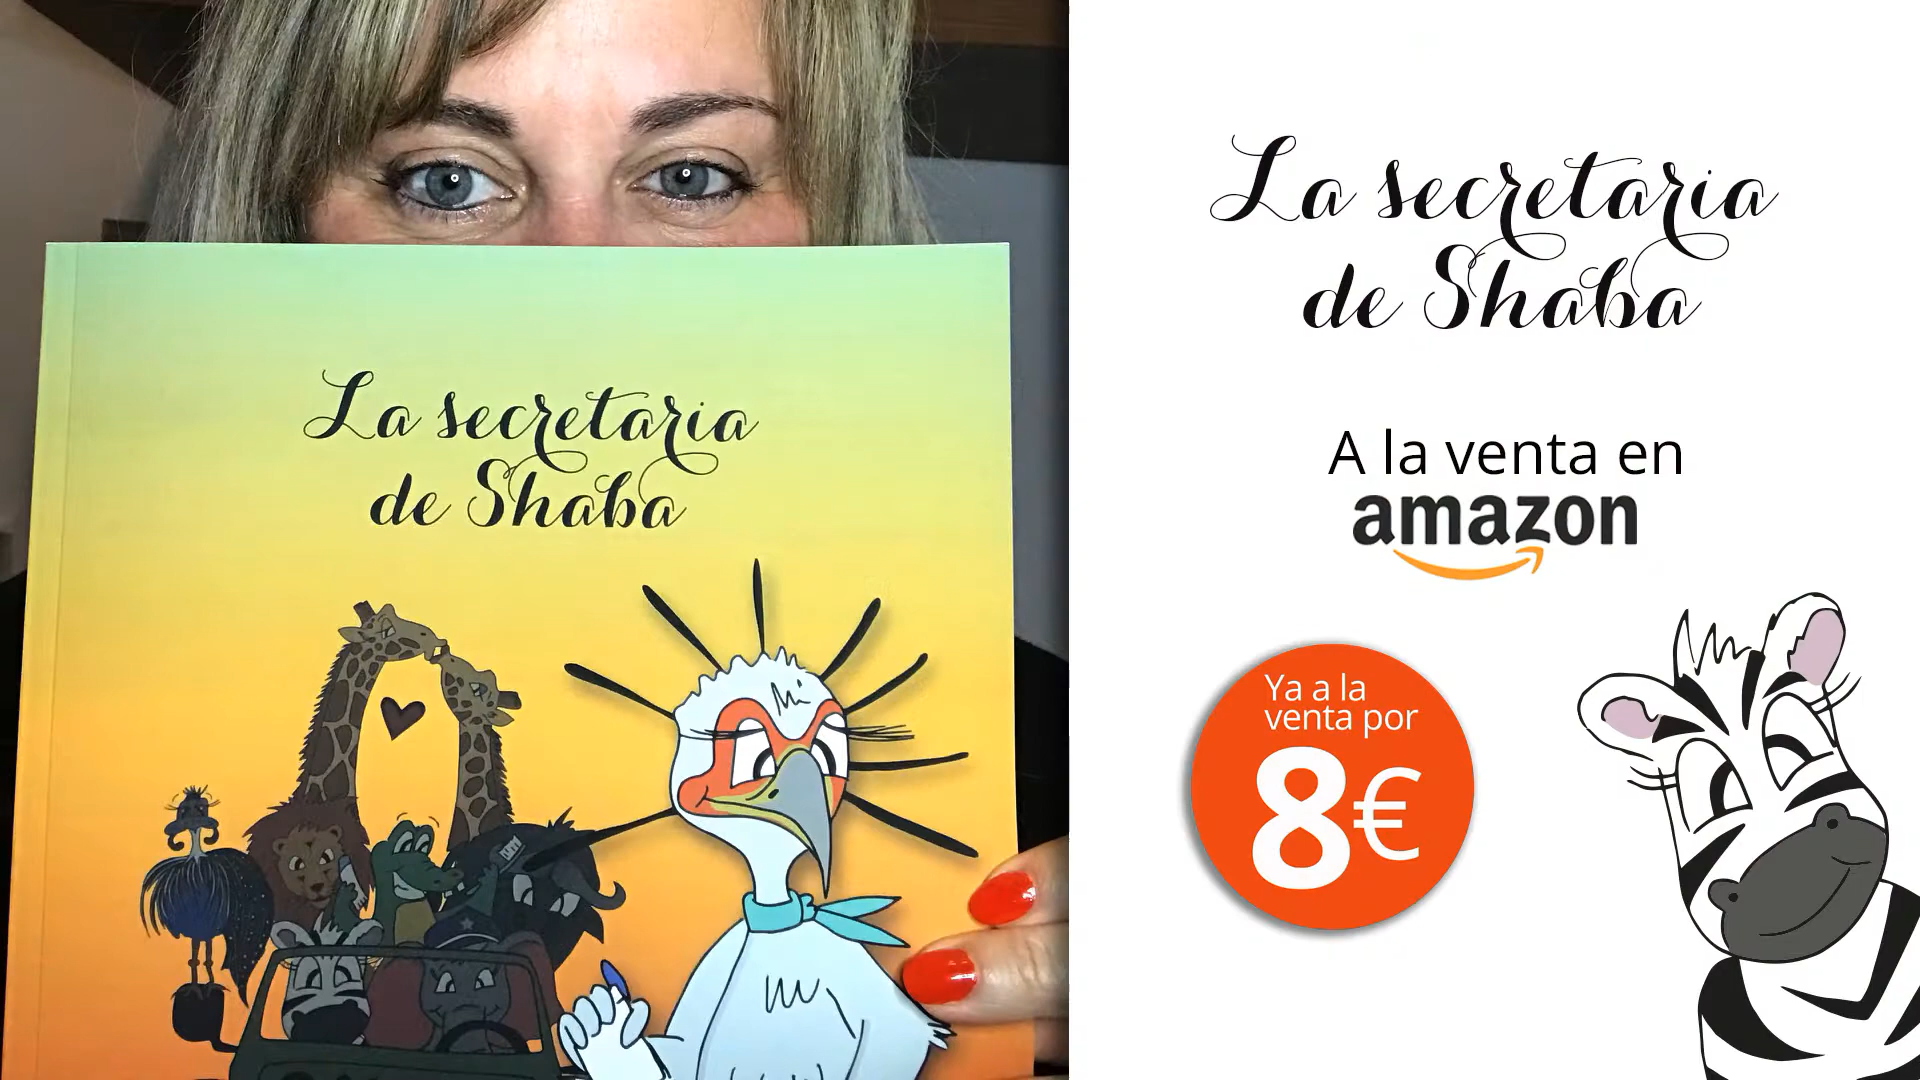 La secretaria
de Shaba
La secretaria
de Shaba
A la venta en
amazon
Ya a la
venta por
8€